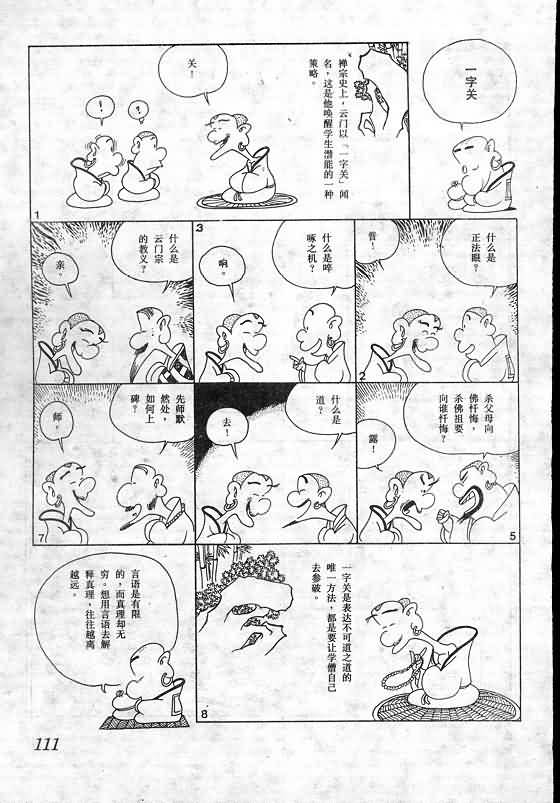 一字关
禅宗史上，云门以「一字关」闻
名，这是他唤醒学生潜能的一种
策略。
关！
！
？
1
什么是
正法眼？
普！
2
3
什么是啐
啄之机？
响。
什么是
云门宗
的教义？
亲。
杀父母向
佛忏悔，
杀佛祖要
向谁忏悔？
露！
5
什么是
道？
去！
先师默
然处，
如何上
碑？
师。
7
一字关是表达不可道之道的
唯一方法，都是要让学僧自己
去参破。
8
言语是有限
的，而真理却无
穷。想用言语去解
释真理，往往越离
越远。
111